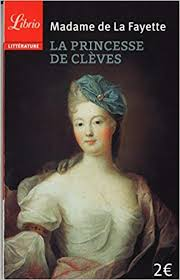 Librio
LITTÉRATURE
Madame de La Fayette
LA PRINCESSE
DE CLÈVES
2€